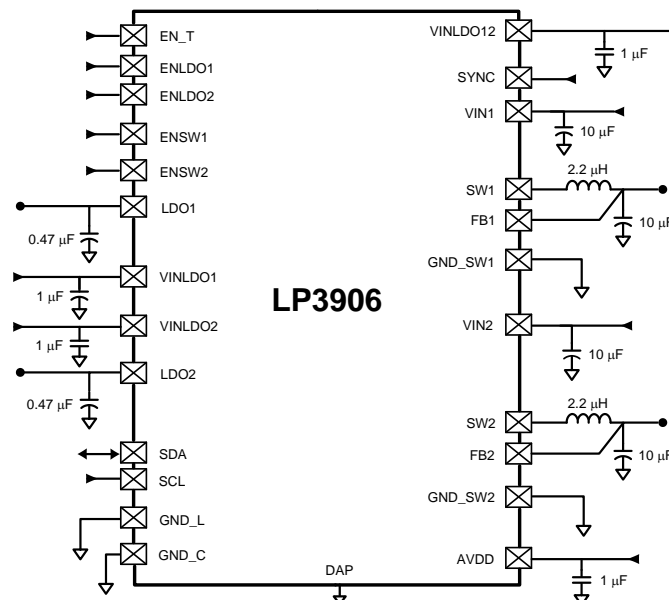 EN_T
ENLDO1
ENLDO2
ENSW1
ENSW2
LDO1
0.47 µF
VINLDO1
1 µF
VINLDO2
1 µF
LDO2
0.47 µF
SDA
SCL
GND_L
GND_C
LP3906
DAP
VINLDO12
1 µF
SYNC
VIN1
10 µF
2.2 µH
SW1
FB1
10 µF
GND_SW1
VIN2
10 µF
2.2 µH
SW2
FB2
10 µF
GND_SW2
AVDD
1 µF